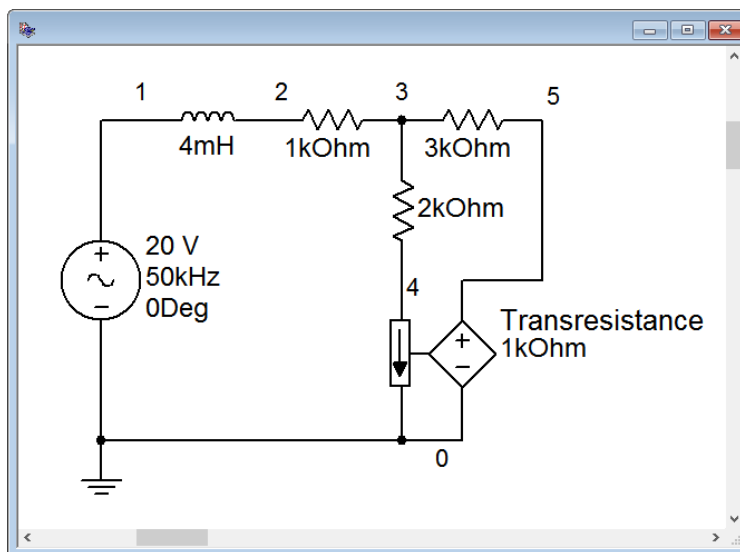 1
2
3
5
4mH
1kOhm
3kOhm
2kOhm
20 V
50kHz
0Deg
4
Transresistance
1kOhm
0